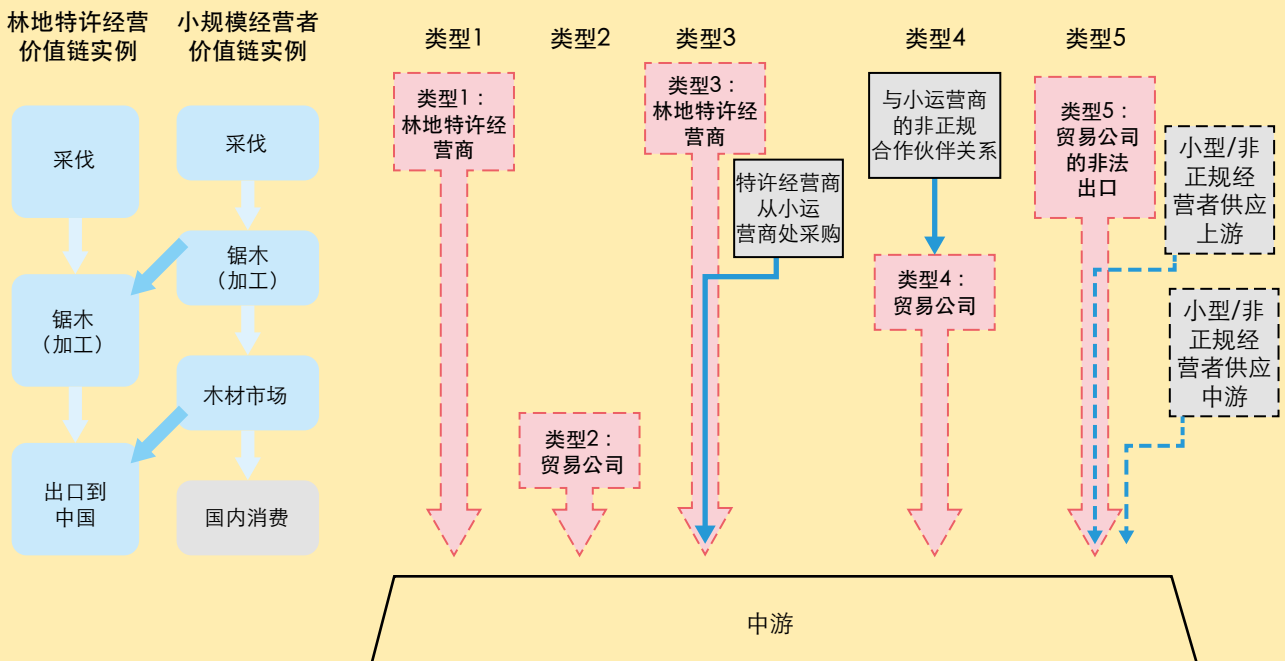 林地特许经营
价值链实例
小规模经营者
价值链实例
采伐
锯木
（加工）
出口到
中国
采伐
锯木
（加工）
木材市场
国内消费
类型1
类型2
类型3
类型4
类型5
类型1：
林地特许经
营商
类型2：
贸易公司
类型3：
林地特许经
营商
特许经营商
从小运
营商处采购
与小运营商
的非正规
合作伙伴关系
类型4：
贸易公司
类型5：
贸易公司
的非法
出口
小型/非
正规经
营者供应
上游
小型/非
正规经
营者供应
中游
中游